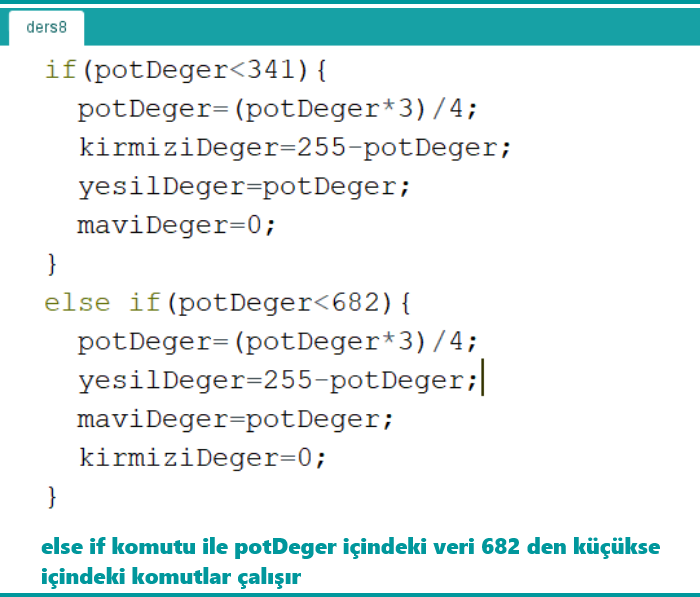 ders8
if(potDeger<341){
potDeger=(potDeger*3)/4;
kirmiziDeger=255-potDeger;
yesilDeger=potDeger;
maviDeger=0;
}
else if(potDeger<682){
potDeger=(potDeger*3)/4;
yesilDeger=255-potDeger;
maviDeger=potDeger;
kirmiziDeger=0;
}
else if komutu ile potDeger içindeki veri 682 den küçükse
içindeki komutlar çalışır